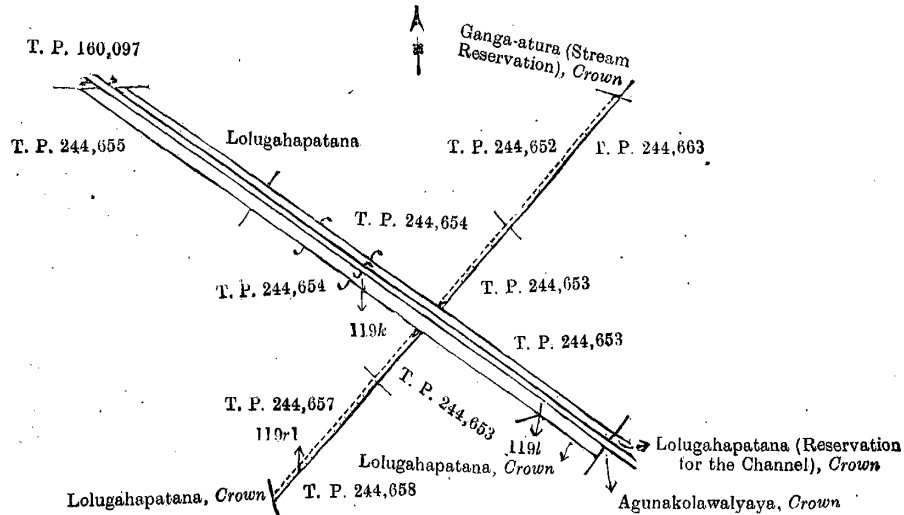 T. P. 160,097
Ganga-atura (Stream
Reservation), Crown
T. P. 244,655
Lolugahapatana
T. P. 244,652
T. P. 244,663
T. P. 244,654
T. P. 244,654
T. P. 244,653
119k
T. P. 244,653
T. P. 244,657
T. P. 244,653
119r1
119l
Lolugahapatana (Reservation
for the Channel), Crown
Lolugahapatana, Crown
Lolugahapatana, Crown
T. P. 244,658
Agunakolawalyaya, Crown